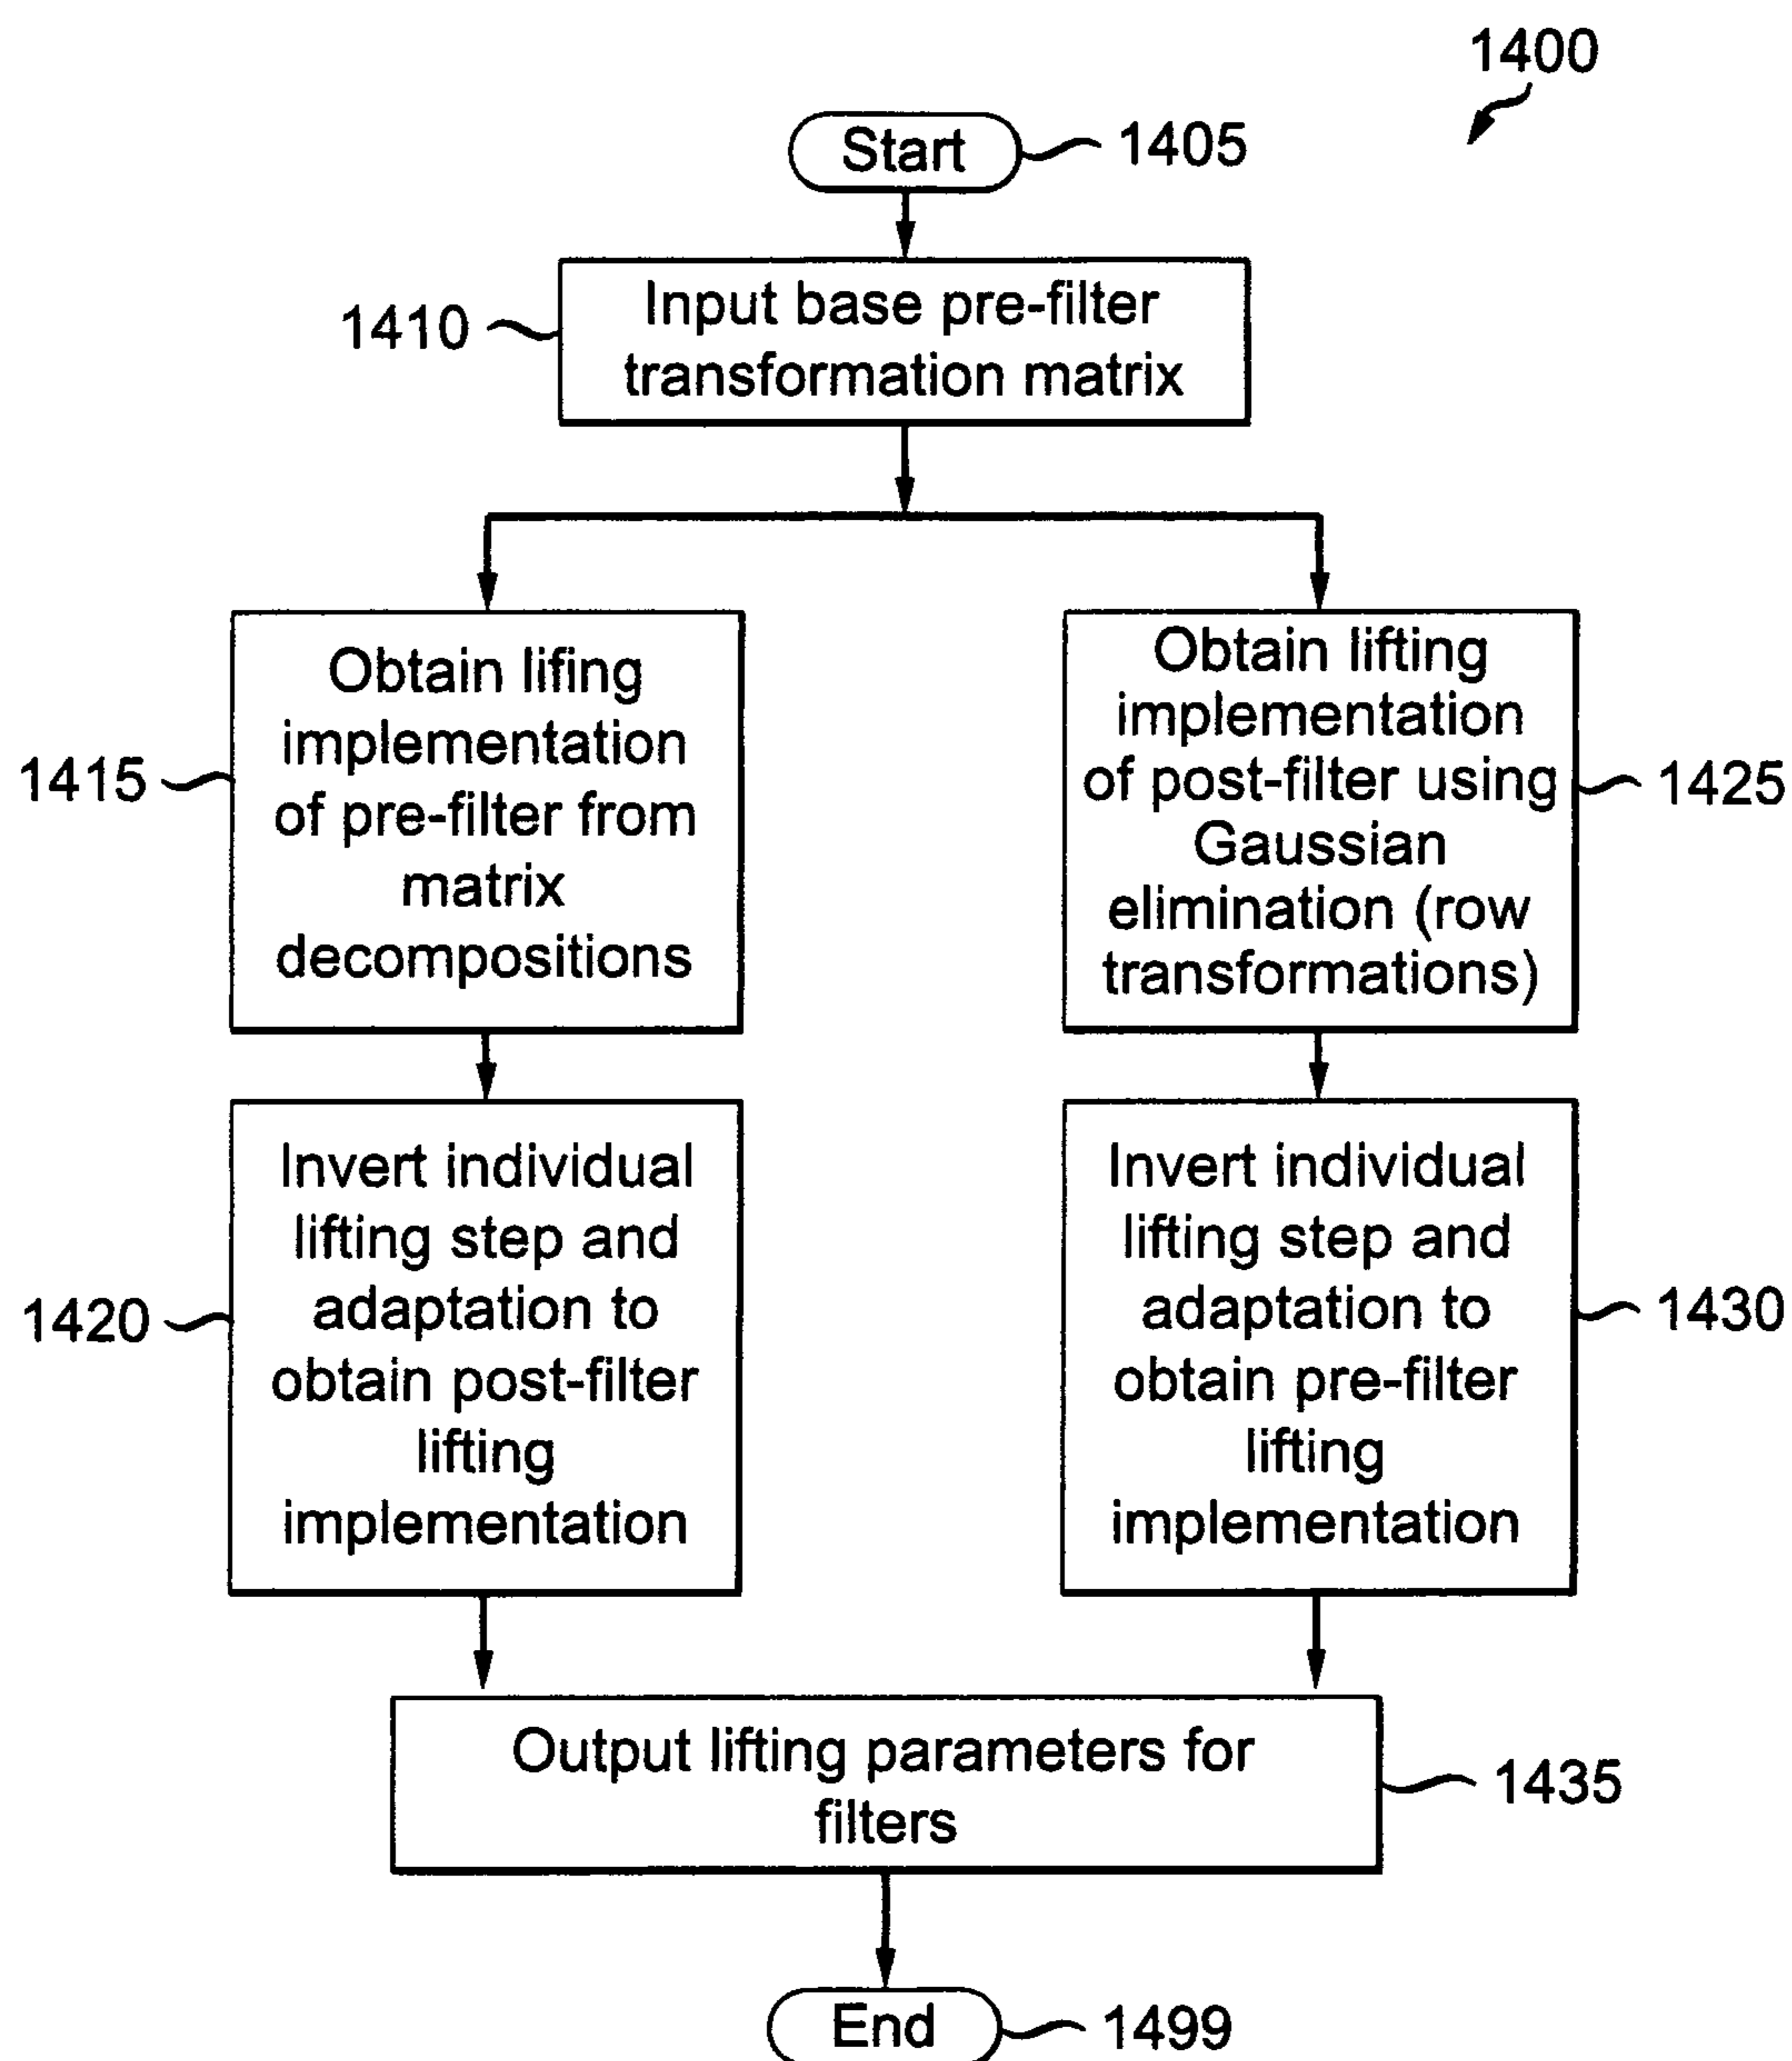 1400
Start
1405
1410
Input base pre-filter
transformation matrix
1415
Obtain lifing
implementation
of pre-filter from
matrix
decompositions
Obtain lifting
implementation
of post-filter using
Gaussian
elimination (row
transformations)
1425
1420
Invert individual
lifting step and
adaptation to
obtain post-filter
lifting
implementation
Invert individual
lifting step and
adaptation to
obtain pre-filter
lifting
implementation
1430
Output lifting parameters for
filters
1435
End
1499